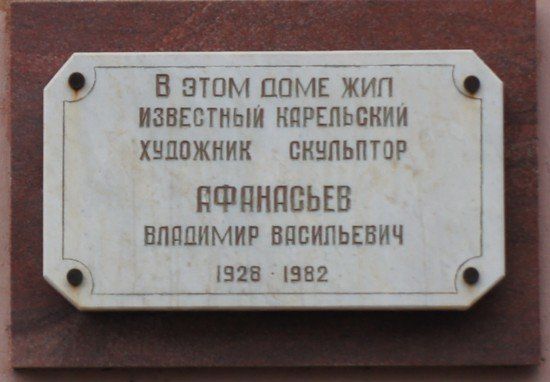 В ЭТОМ ДОМЕ ЖИЛ
ИЗВЕСТНЫЙ КАРЕЛЬСКИЙ
ХУДОЖНИК СКУЛЬПТОР
АФАНАСЬЕВ
ВЛАДИМИР ВАСИЛЬЕВИЧ
1928 · 1982